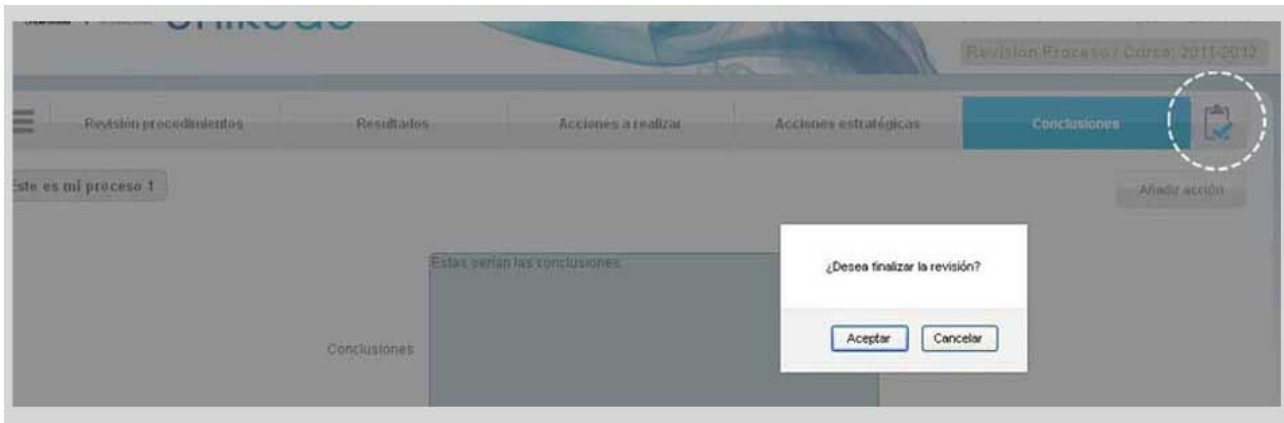 Revisión Proceso / Curso: 2011-2012
Revisión procedimientos
Resultados
Acciones a realizar
Acciones estratégicas
Conclusiones
Este es mi proceso 1
Añadir acción
Estas serían las conclusiones
¿Desea finalizar la revisión?
Conclusiones
Aceptar
Cancelar